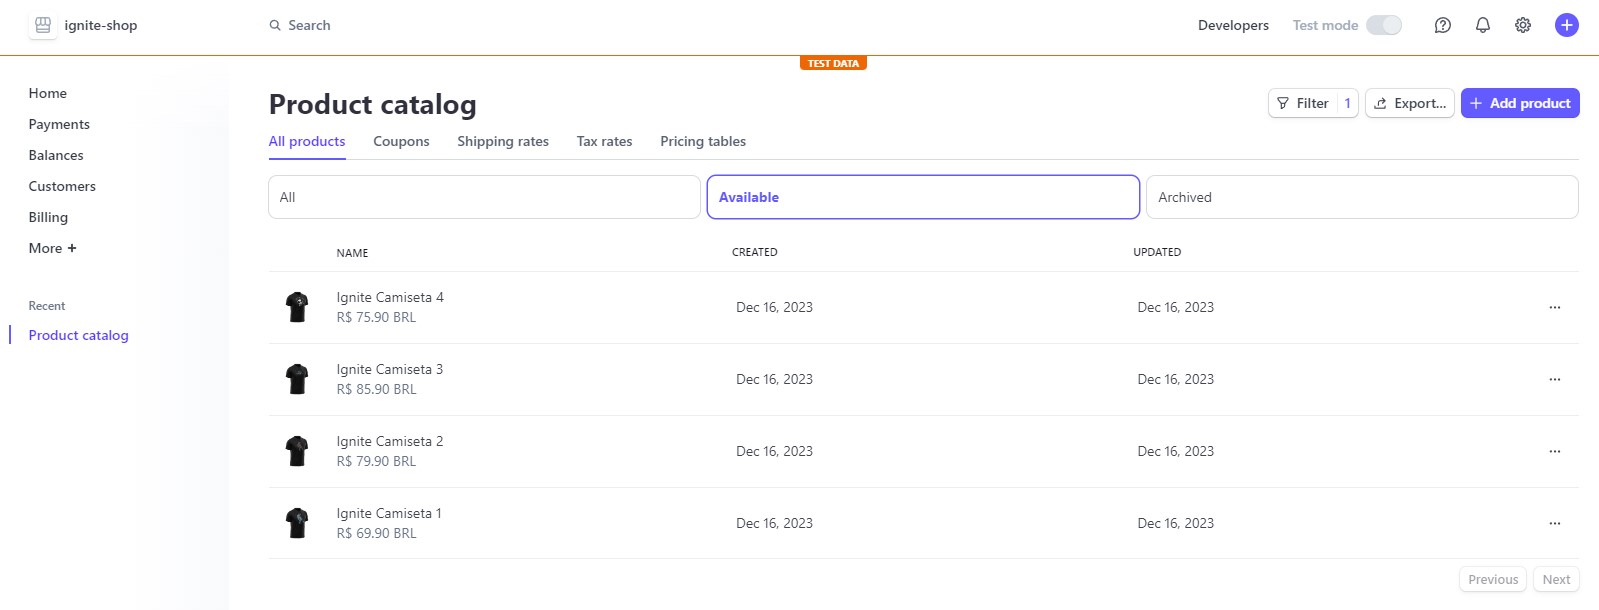 ignite-shop
Search
Developers
Test mode
TEST DATA
Home
Payments
Balances
Customers
Billing
More +
Recent
Product catalog
Product catalog
Filter 1
Export...
+ Add product
All products
Coupons
Shipping rates
Tax rates
Pricing tables
All
Available
Archived
NAME
CREATED
UPDATED
Ignite Camiseta 4
R$ 75.90 BRL
Dec 16, 2023
Dec 16, 2023
Ignite Camiseta 3
R$ 85.90 BRL
Dec 16, 2023
Dec 16, 2023
Ignite Camiseta 2
R$ 79.90 BRL
Dec 16, 2023
Dec 16, 2023
Ignite Camiseta 1
R$ 69.90 BRL
Dec 16, 2023
Dec 16, 2023
Previous
Next